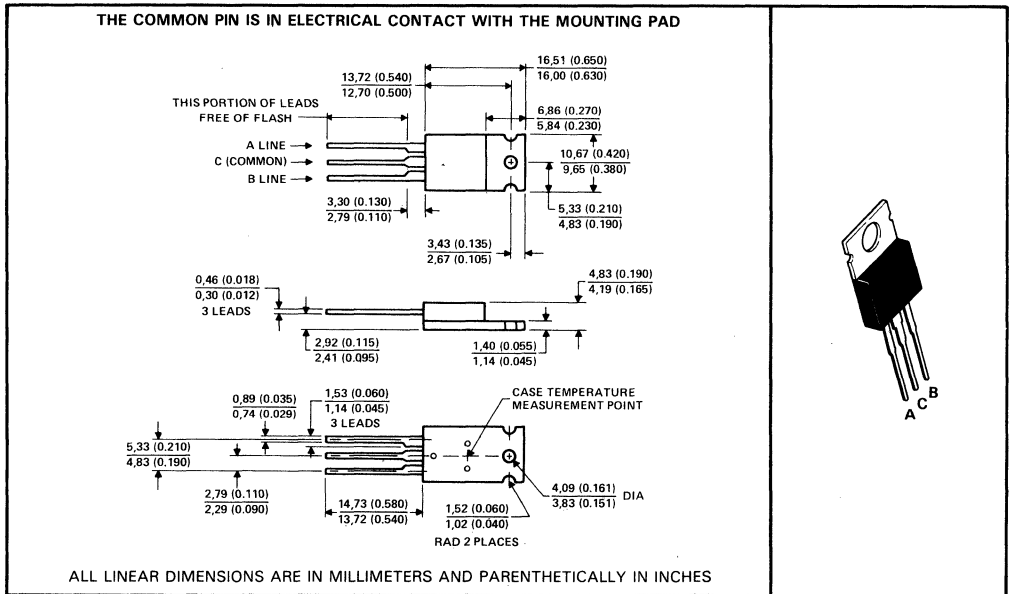 THE COMMON PIN IS IN ELECTRICAL CONTACT WITH THE MOUNTING PAD
16,51 (0.650)
16,00 (0.630)
13,72 (0.540)
12,70 (0.500)
6,86 (0.270)
5,84 (0.230)
THIS PORTION OF LEADS
FREE OF FLASH
A LINE
C (COMMON)
B LINE
10,67 (0.420)
9,65 (0.380)
3,30 (0.130)
2,79 (0.110)
5,33 (0.210)
4,83 (0.190)
3,43 (0.135)
2,67 (0.105)
0,46 (0.018)
0,30 (0.012)
3 LEADS
4,83 (0.190)
4,19 (0.165)
2,92 (0.115)
2,41 (0.095)
1,40 (0.055)
1,14 (0.045)
0,89 (0.035)
0,74 (0.029)
1,53 (0.060)
1,14 (0.045)
3 LEADS
CASE TEMPERATURE
MEASUREMENT POINT
5,33 (0.210)
4,83 (0.190)
2,79 (0.110)
2,29 (0.090)
14,73 (0.580)
13,72 (0.540)
1,52 (0.060)
1,02 (0.040)
RAD 2 PLACES
4,09 (0.161)
3,83 (0.151)
DIA
A C B
ALL LINEAR DIMENSIONS ARE IN MILLIMETERS AND PARENTHETICALLY IN INCHES